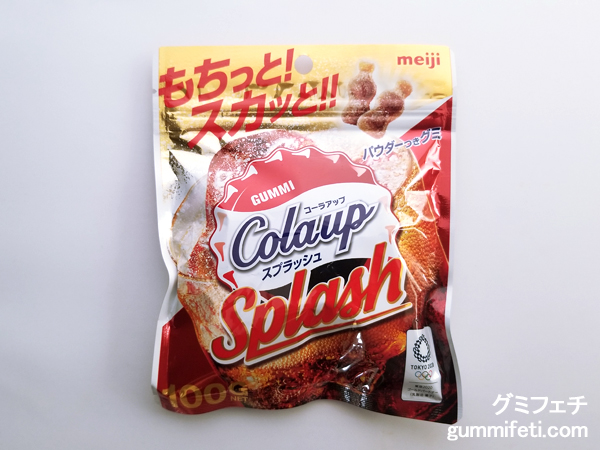 もちっと!
スカッと!!
meiji
パウダーつきグミ
GUMMI
コーラアップ
Colaup
スプラッシュ
Splash
TOKYO 2020
100g
NET
グミフェチ
gummifeti.com